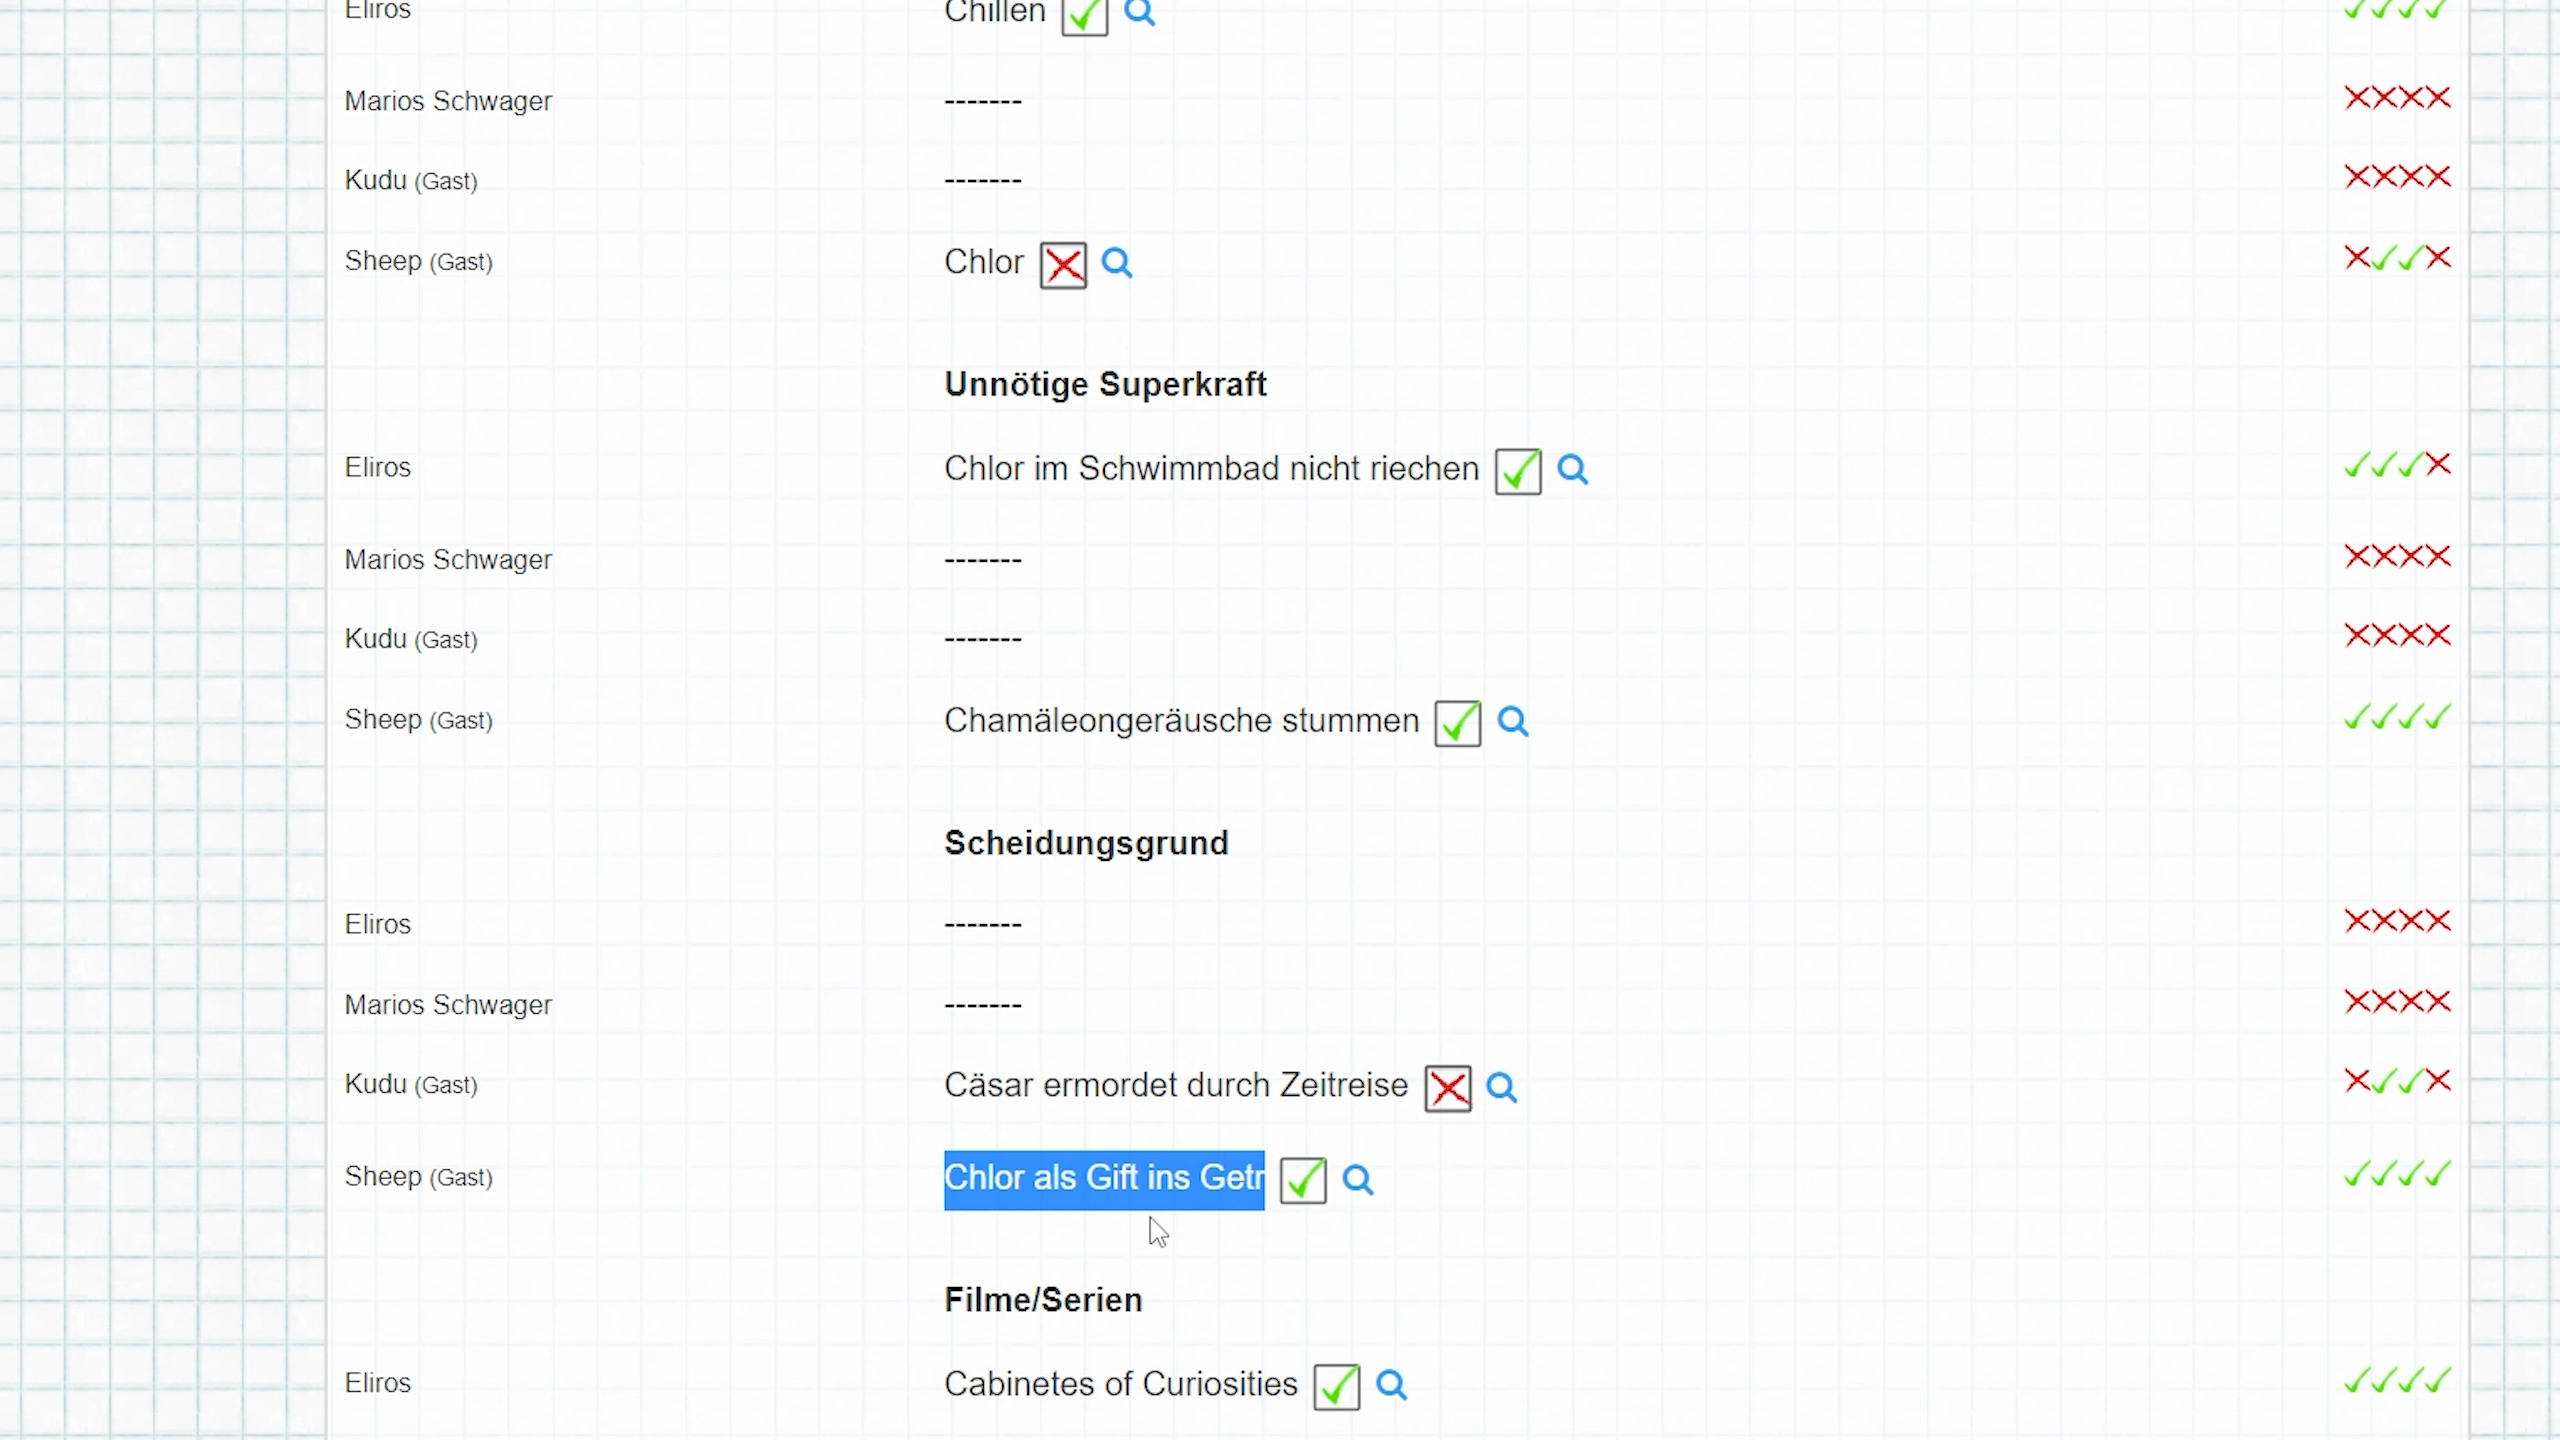 Eliros Chillen
Marios Schwager -------
Kudu (Gast) -------
Sheep (Gast) Chlor
Unnötige Superkraft
Eliros Chlor im Schwimmbad nicht riechen
Marios Schwager -------
Kudu (Gast) -------
Sheep (Gast) Chamäleongeräusche stummen
Scheidungsgrund
Eliros -------
Marios Schwager -------
Kudu (Gast) Cäsar ermordet durch Zeitreise
Sheep (Gast) Chlor als Gift ins Getr
Filme/Serien
Eliros Cabinetes of Curiosities